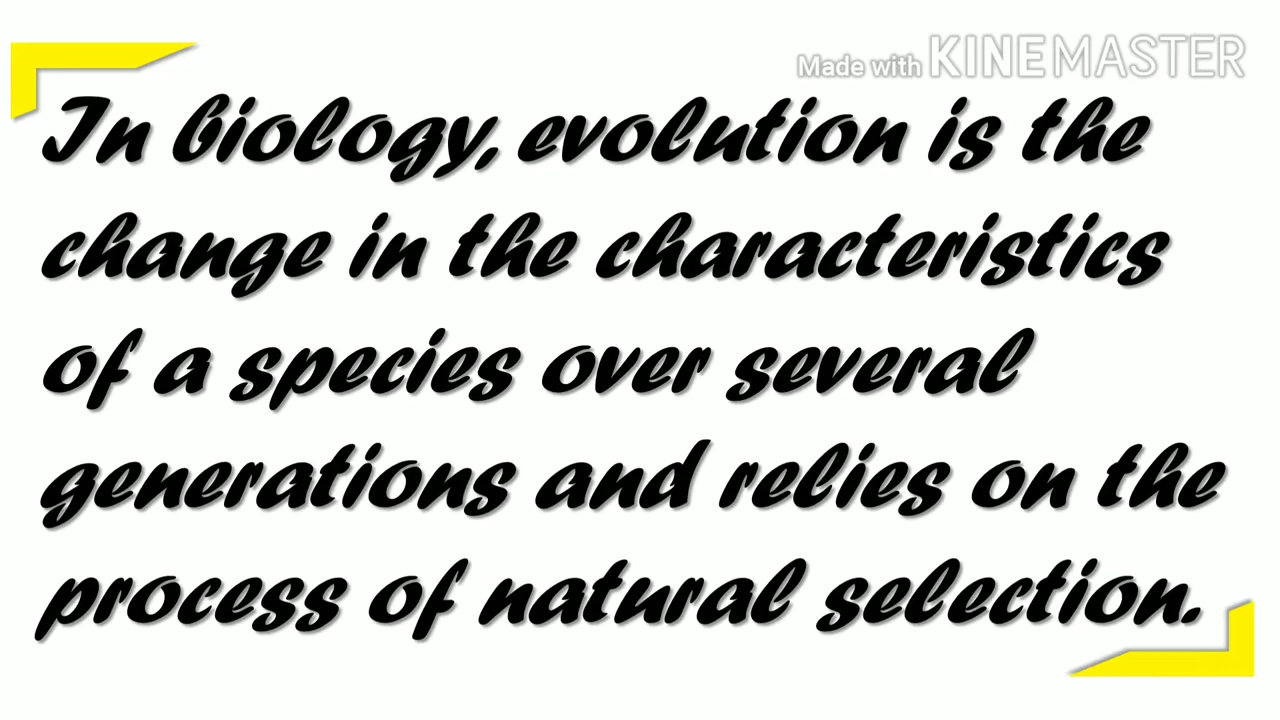 Made with KINEMASTER
In biology, evolution is the
change in the characteristics
of a species over several
generations and relies on the
process of natural selection.